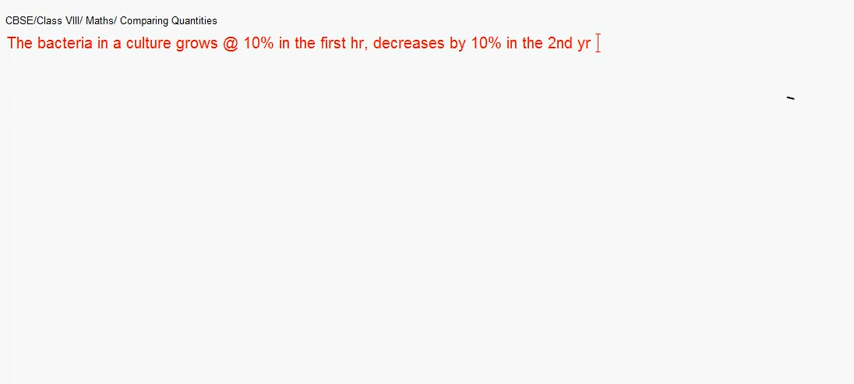 CBSE/Class VIII/ Maths/ Comparing Quantities
The bacteria in a culture grows @ 10% in the first hr, decreases by 10% in the 2nd yr